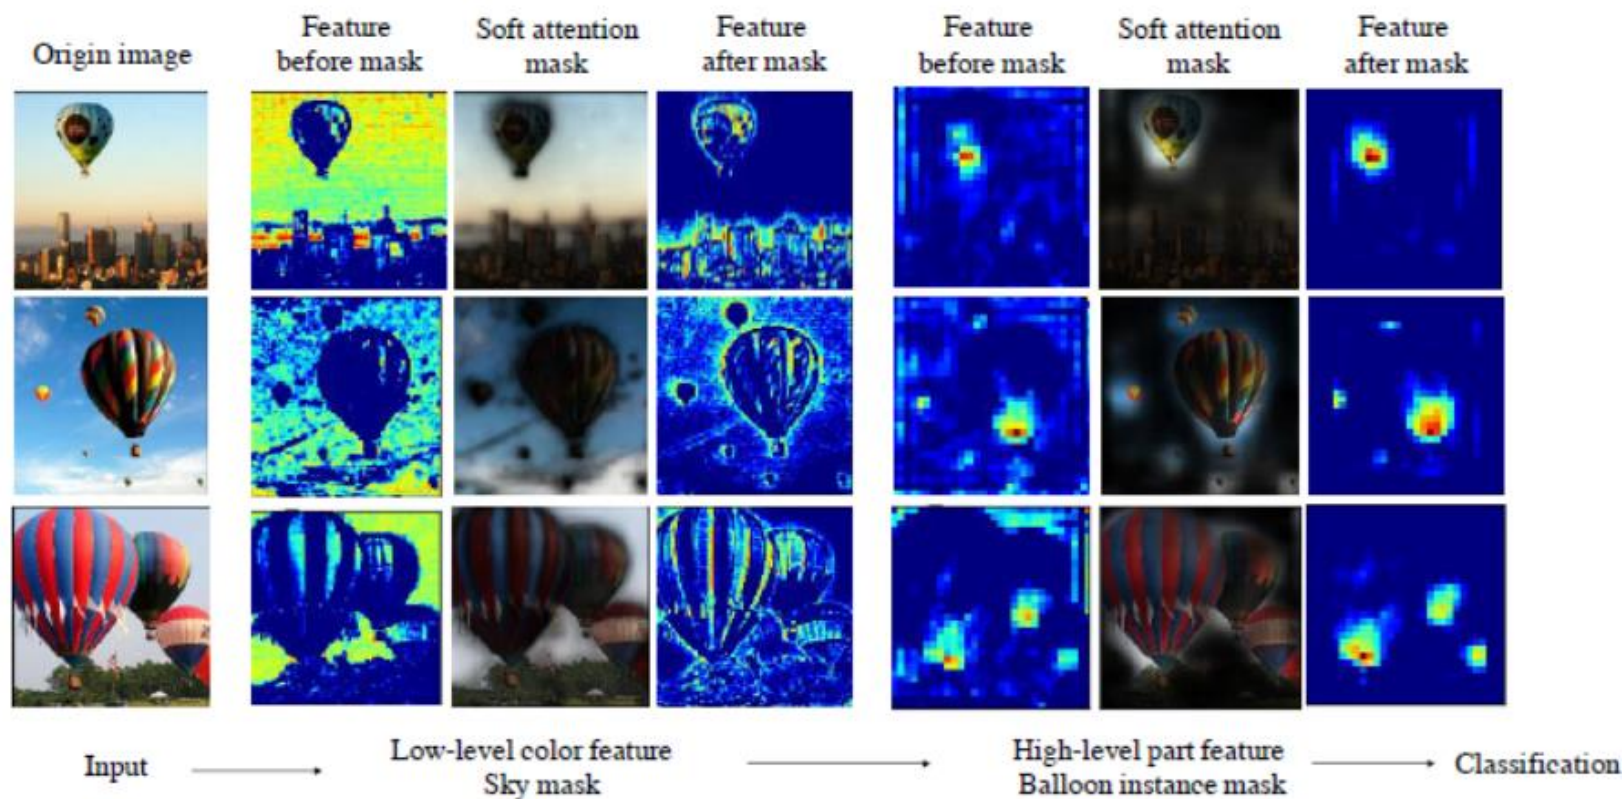 Origin image
Feature
before mask
Soft attention
mask
Feature
after mask
Feature
before mask
Soft attention
mask
Feature
after mask
Input
Low-level color feature
Sky mask
High-level part feature
Balloon instance mask
Classification